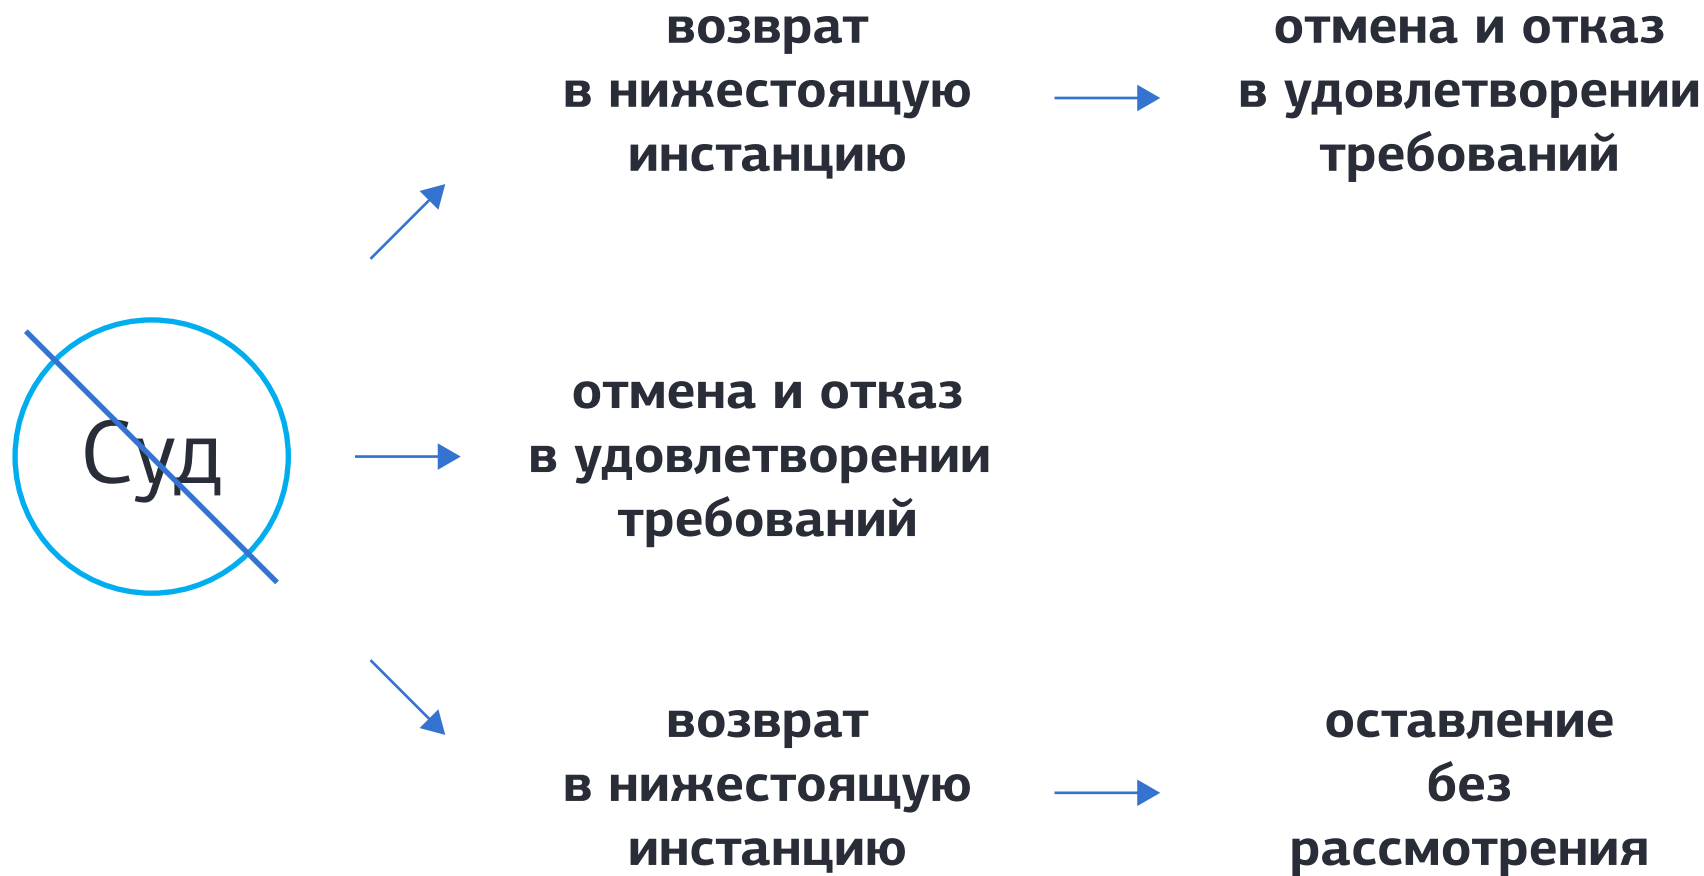 возврат
в нижестоящую
инстанцию
отмена и отказ
в удовлетворении
требований
Суд
отмена и отказ
в удовлетворении
требований
возврат
в нижестоящую
инстанцию
оставление
без
рассмотрения